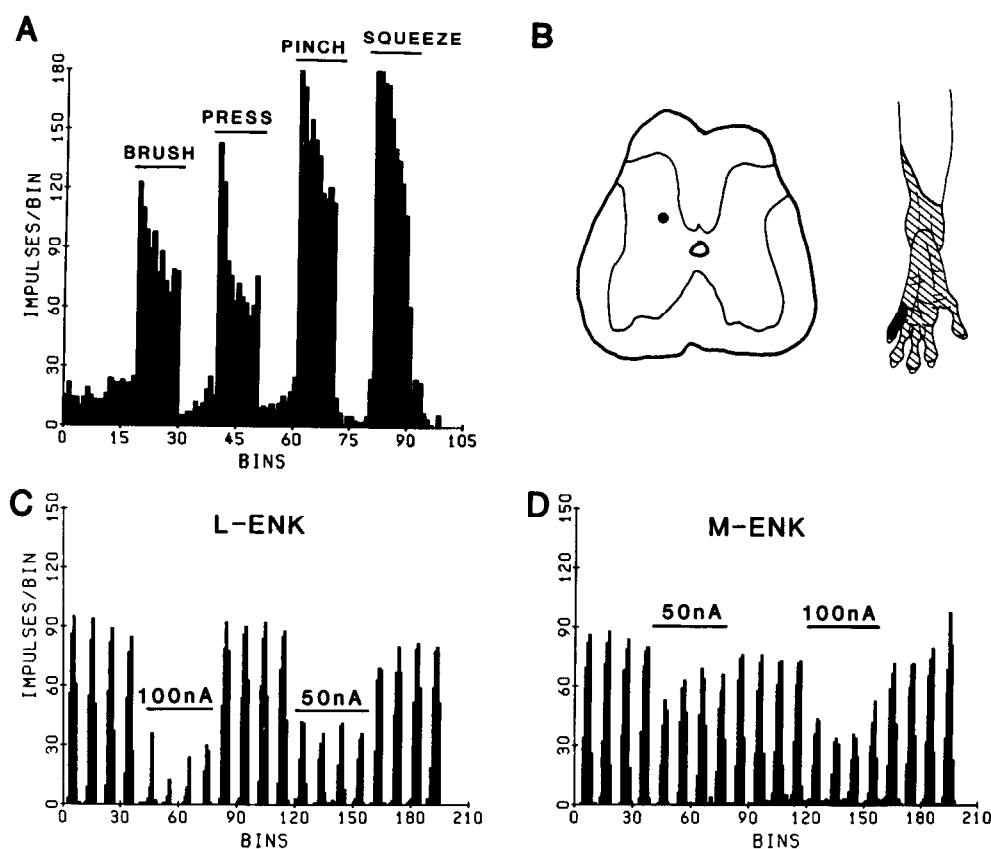 A
BRUSH
PRESS
PINCH
SQUEEZE
IMPULSES/BIN
180
150
120
90
60
30
0
0 15 30 45 60 75 90 105
BINS
B
C
L-ENK
100nA
50nA
IMPULSES/BIN
150
120
90
60
30
0
0 30 60 90 120 150 180 210
BINS
D
M-ENK
50nA
100nA
150
120
90
60
30
0
0 30 60 90 120 150 180 210
BINS